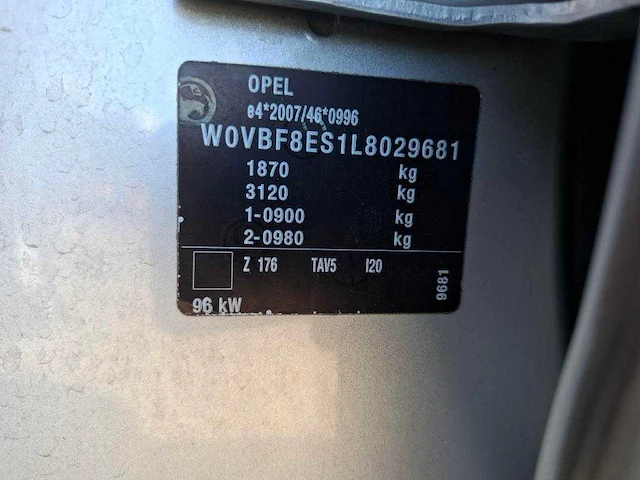 OPEL
e4*2007/46*0996
W0VBF8ES1L8029681
1870 kg
3120 kg
1-0900 kg
2-0980 kg
Z 176 TAV5 I20
96 kW
9681